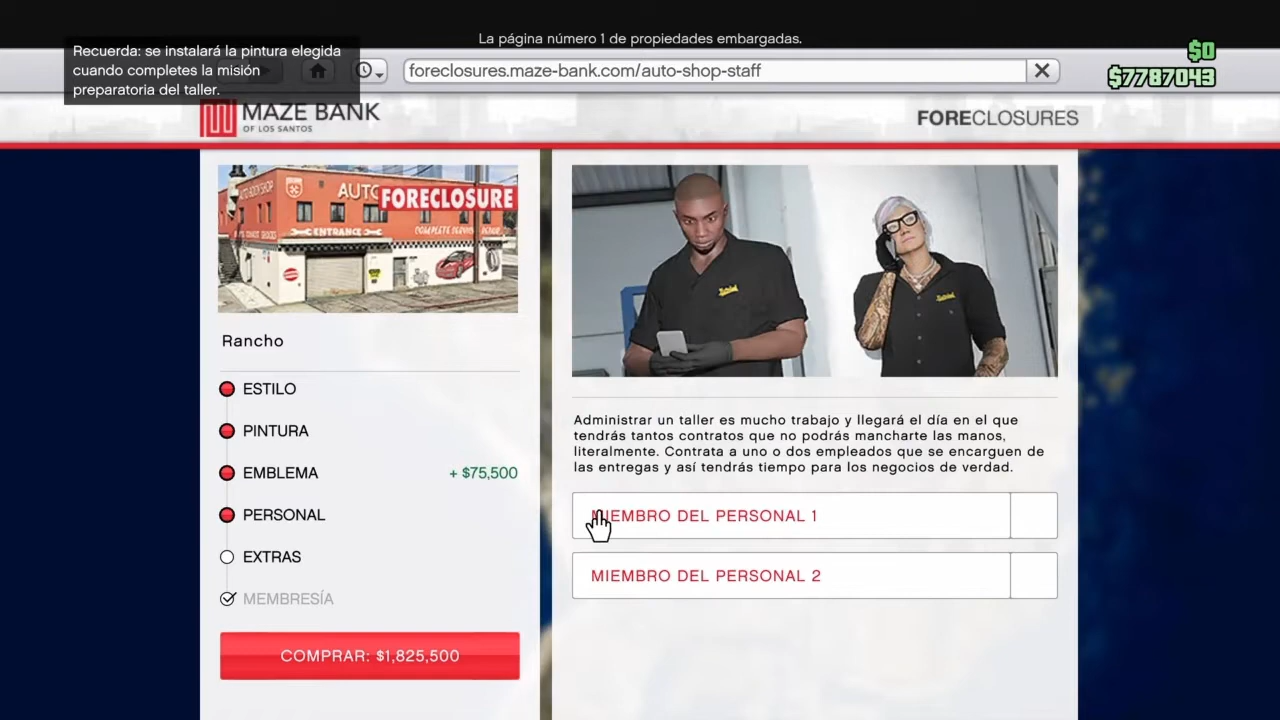 La página número 1 de propiedades embargadas.
Recuerda: se instalará la pintura elegida
cuando completes la misión
preparatoria del taller.
$0
$7787043
foreclosures.maze-bank.com/auto-shop-staff
MAZE BANK
OF LOS SANTOS
FORECLOSURES
AUTO
FORECLOSURE
ENTRANCE
Rancho
ESTILO
PINTURA
EMBLEMA + $75,500
PERSONAL
EXTRAS
MEMBRESÍA
COMPRAR: $1,825,500
Administrar un taller es mucho trabajo y llegará el día en el que
tendrás tantos contratos que no podrás mancharte las manos,
literalmente. Contrata a uno o dos empleados que se encarguen de
las entregas y así tendrás tiempo para los negocios de verdad.
MIEMBRO DEL PERSONAL 1
MIEMBRO DEL PERSONAL 2